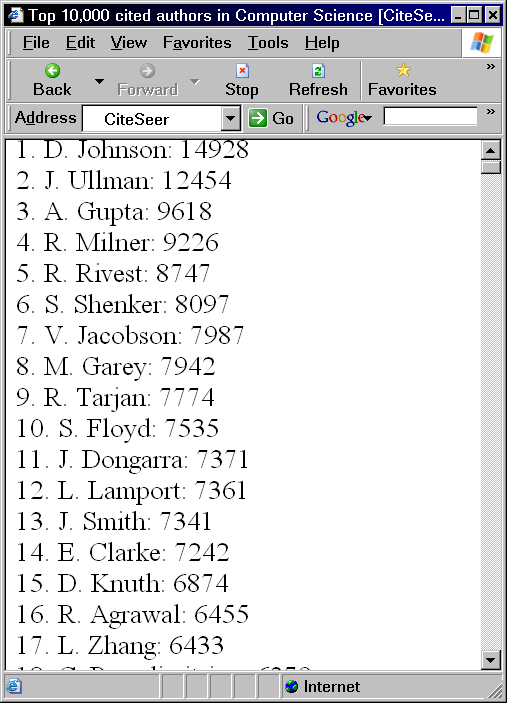 Top 10,000 cited authors in Computer Science [CiteSe...
File Edit View Favorites Tools Help
Back Forward Stop Refresh Favorites »
Address CiteSeer Go Google »
1. D. Johnson: 14928
2. J. Ullman: 12454
3. A. Gupta: 9618
4. R. Milner: 9226
5. R. Rivest: 8747
6. S. Shenker: 8097
7. V. Jacobson: 7987
8. M. Garey: 7942
9. R. Tarjan: 7774
10. S. Floyd: 7535
11. J. Dongarra: 7371
12. L. Lamport: 7361
13. J. Smith: 7341
14. E. Clarke: 7242
15. D. Knuth: 6874
16. R. Agrawal: 6455
17. L. Zhang: 6433
Internet